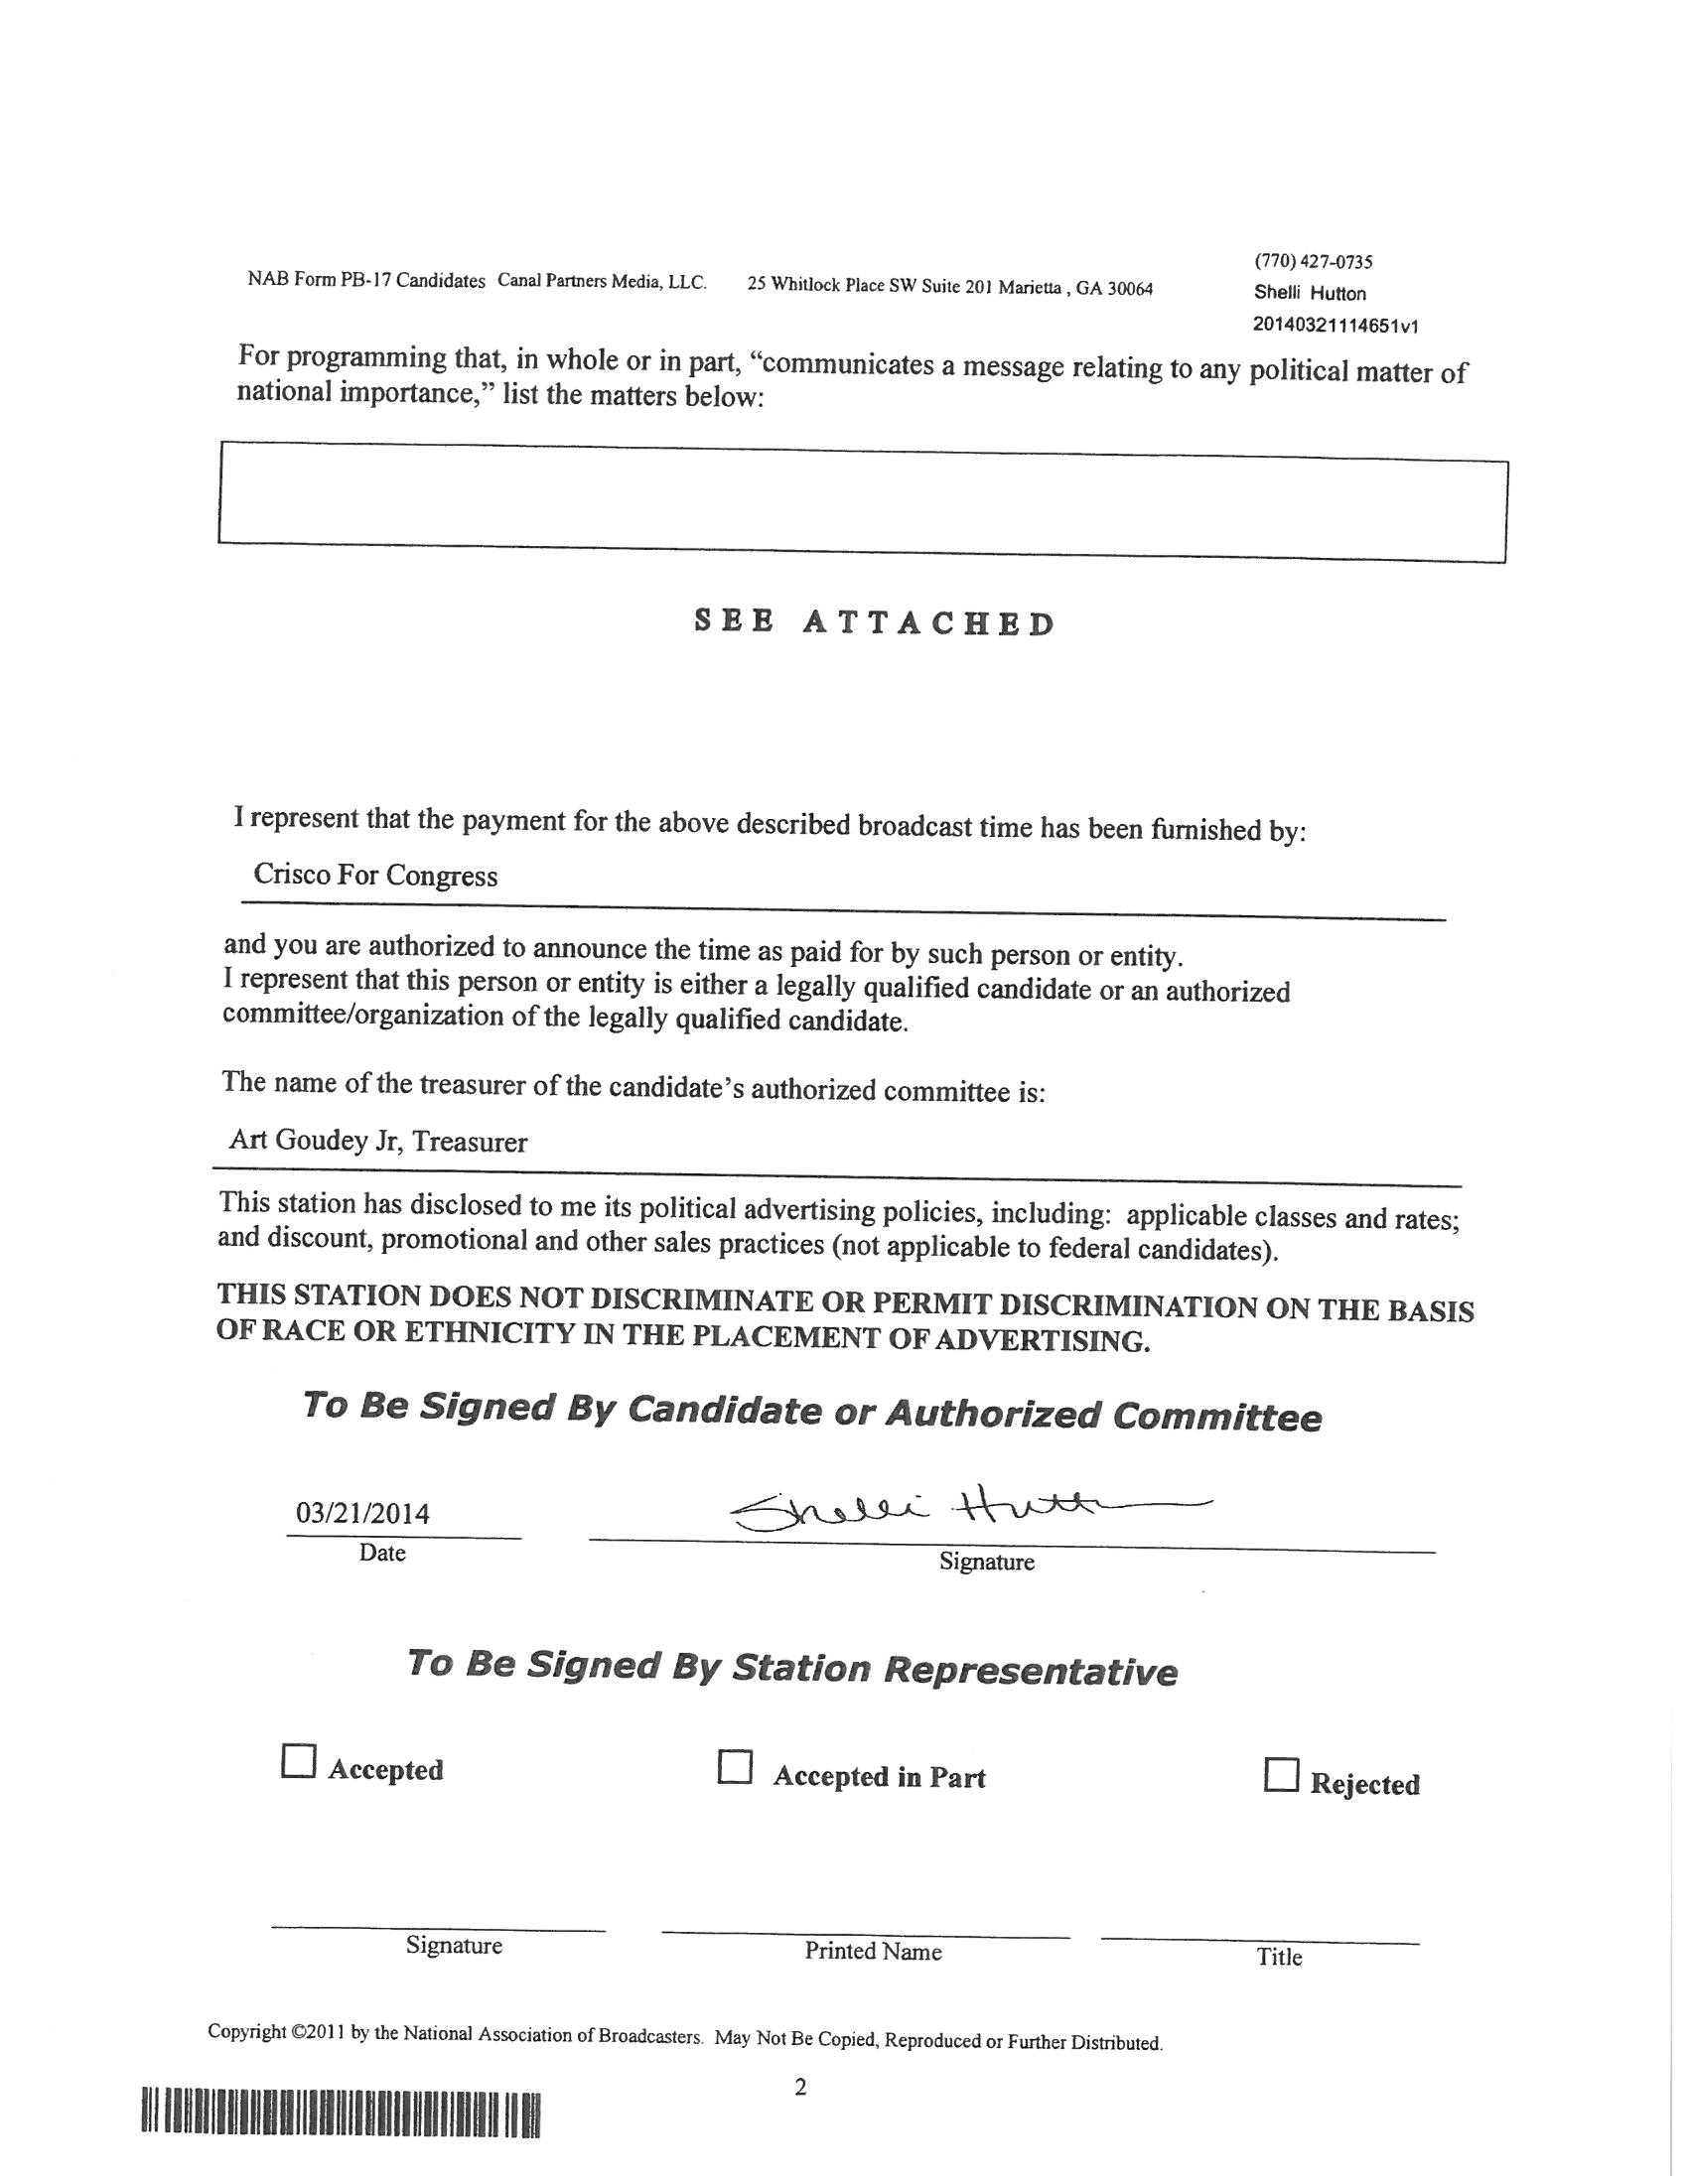 NAB Form PB-17 Candidates Canal Partners Media, LLC. 25 Whitlock Place SW Suite 201 Marietta , GA 30064
(770) 427-0735
Shelli Hutton
20140321114651v1
For programming that, in whole or in part, “communicates a message relating to any political matter of
national importance,” list the matters below:
SEE ATTACHED
I represent that the payment for the above described broadcast time has been furnished by:
Crisco For Congress
and you are authorized to announce the time as paid for by such person or entity.
I represent that this person or entity is either a legally qualified candidate or an authorized
committee/organization of the legally qualified candidate.
The name of the treasurer of the candidate’s authorized committee is:
Art Goudey Jr, Treasurer
This station has disclosed to me its political advertising policies, including: applicable classes and rates;
and discount, promotional and other sales practices (not applicable to federal candidates).
THIS STATION DOES NOT DISCRIMINATE OR PERMIT DISCRIMINATION ON THE BASIS
OF RACE OR ETHNICITY IN THE PLACEMENT OF ADVERTISING.
To Be Signed By Candidate or Authorized Committee
03/21/2014 Shelli Hutton
Date Signature
To Be Signed By Station Representative
Accepted Accepted in Part Rejected
Signature Printed Name Title
Copyright ©2011 by the National Association of Broadcasters. May Not Be Copied, Reproduced or Further Distributed.
2